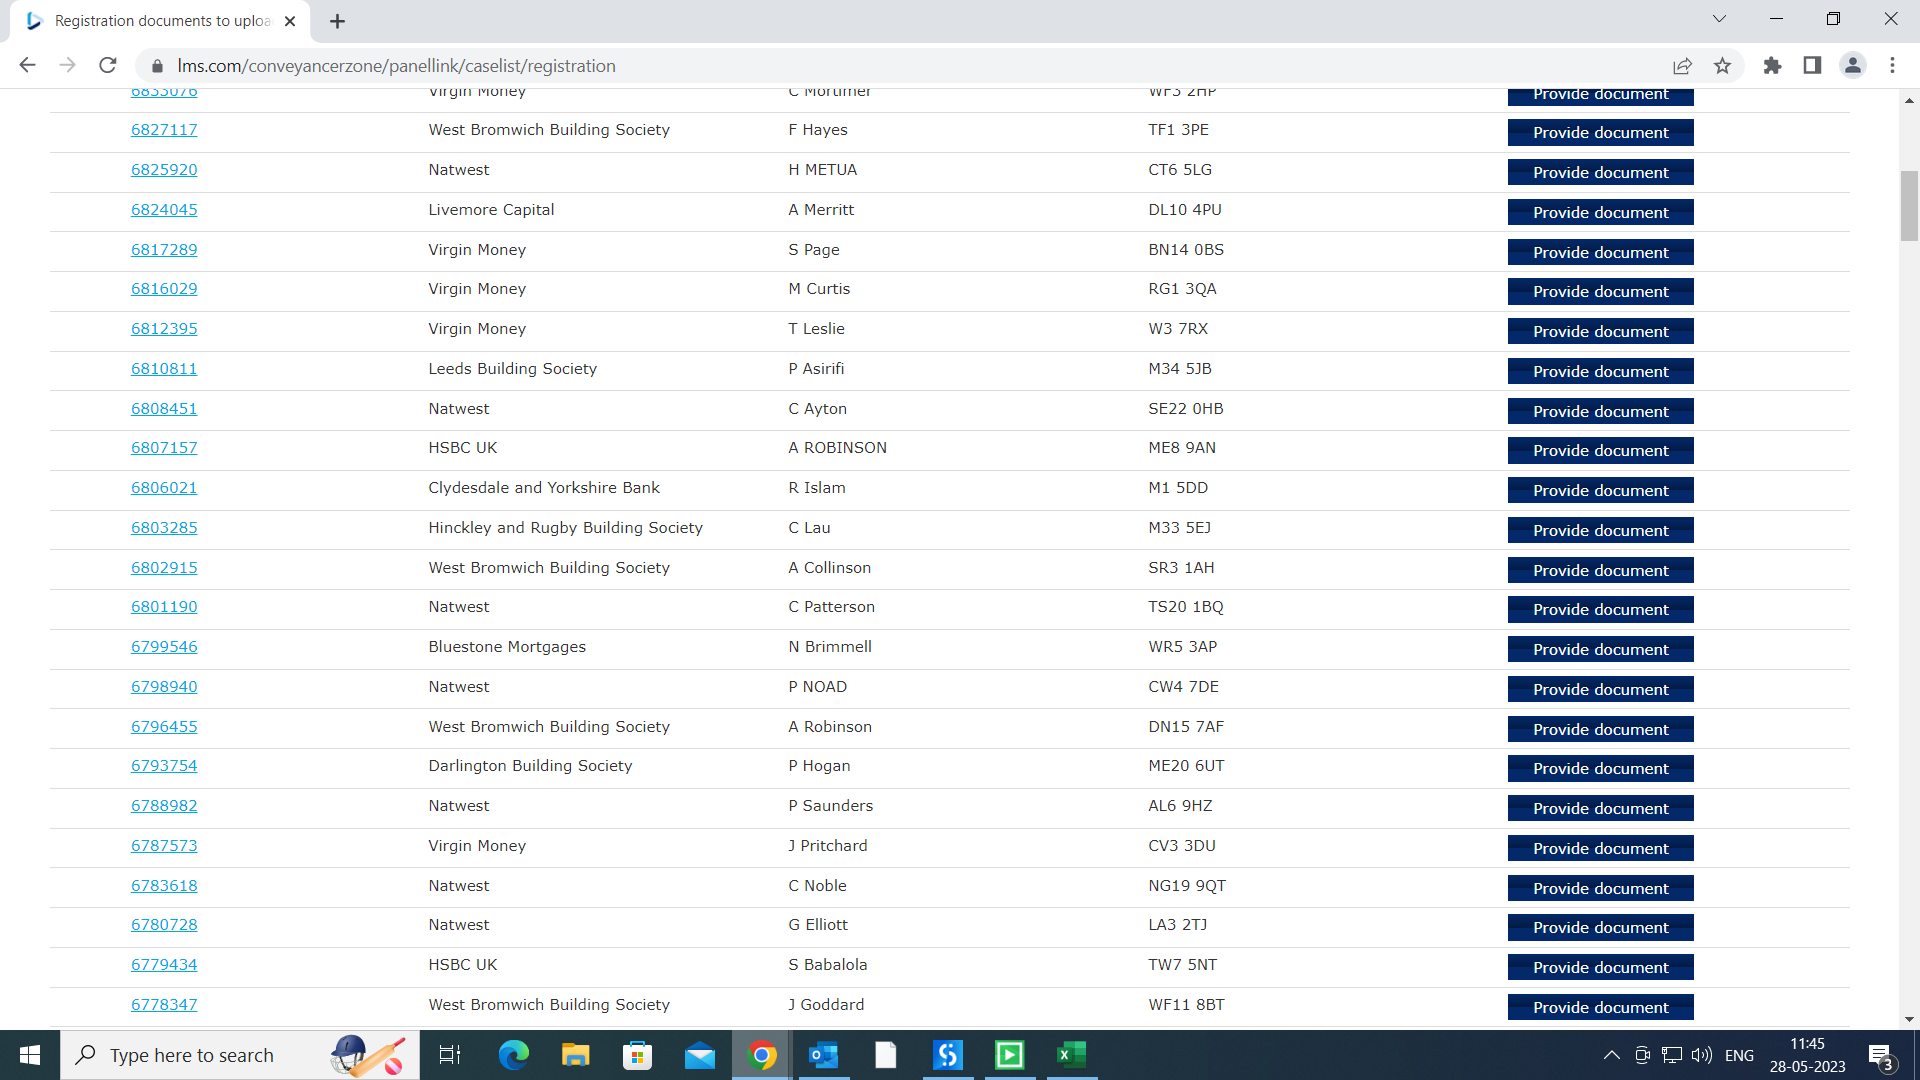 Registration documents to uploa
lms.com/conveyancerzone/panellink/caselist/registration
6833076 Virgin Money C Mortimer WF3 2HP Provide document
6827117 West Bromwich Building Society F Hayes TF1 3PE Provide document
6825920 Natwest H METUA CT6 5LG Provide document
6824045 Livemore Capital A Merritt DL10 4PU Provide document
6817289 Virgin Money S Page BN14 0BS Provide document
6816029 Virgin Money M Curtis RG1 3QA Provide document
6812395 Virgin Money T Leslie W3 7RX Provide document
6810811 Leeds Building Society P Asirifi M34 5JB Provide document
6808451 Natwest C Ayton SE22 0HB Provide document
6807157 HSBC UK A ROBINSON ME8 9AN Provide document
6806021 Clydesdale and Yorkshire Bank R Islam M1 5DD Provide document
6803285 Hinckley and Rugby Building Society C Lau M33 5EJ Provide document
6802915 West Bromwich Building Society A Collinson SR3 1AH Provide document
6801190 Natwest C Patterson TS20 1BQ Provide document
6799546 Bluestone Mortgages N Brimmell WR5 3AP Provide document
6798940 Natwest P NOAD CW4 7DE Provide document
6796455 West Bromwich Building Society A Robinson DN15 7AF Provide document
6793754 Darlington Building Society P Hogan ME20 6UT Provide document
6788982 Natwest P Saunders AL6 9HZ Provide document
6787573 Virgin Money J Pritchard CV3 3DU Provide document
6783618 Natwest C Noble NG19 9QT Provide document
6780728 Natwest G Elliott LA3 2TJ Provide document
6779434 HSBC UK S Babalola TW7 5NT Provide document
6778347 West Bromwich Building Society J Goddard WF11 8BT Provide document
Type here to search
ENG
11:45
28-05-2023
3